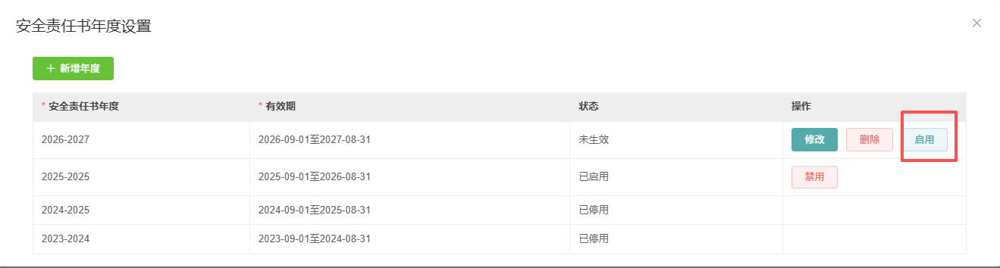 安全责任书年度设置
+ 新增年度
* 安全责任书年度 * 有效期 状态 操作
2026-2027 2026-09-01至2027-08-31 未生效 修改 删除 启用
2025-2025 2025-09-01至2026-08-31 已启用 禁用
2024-2025 2024-09-01至2025-08-31 已停用
2023-2024 2023-09-01至2024-08-31 已停用